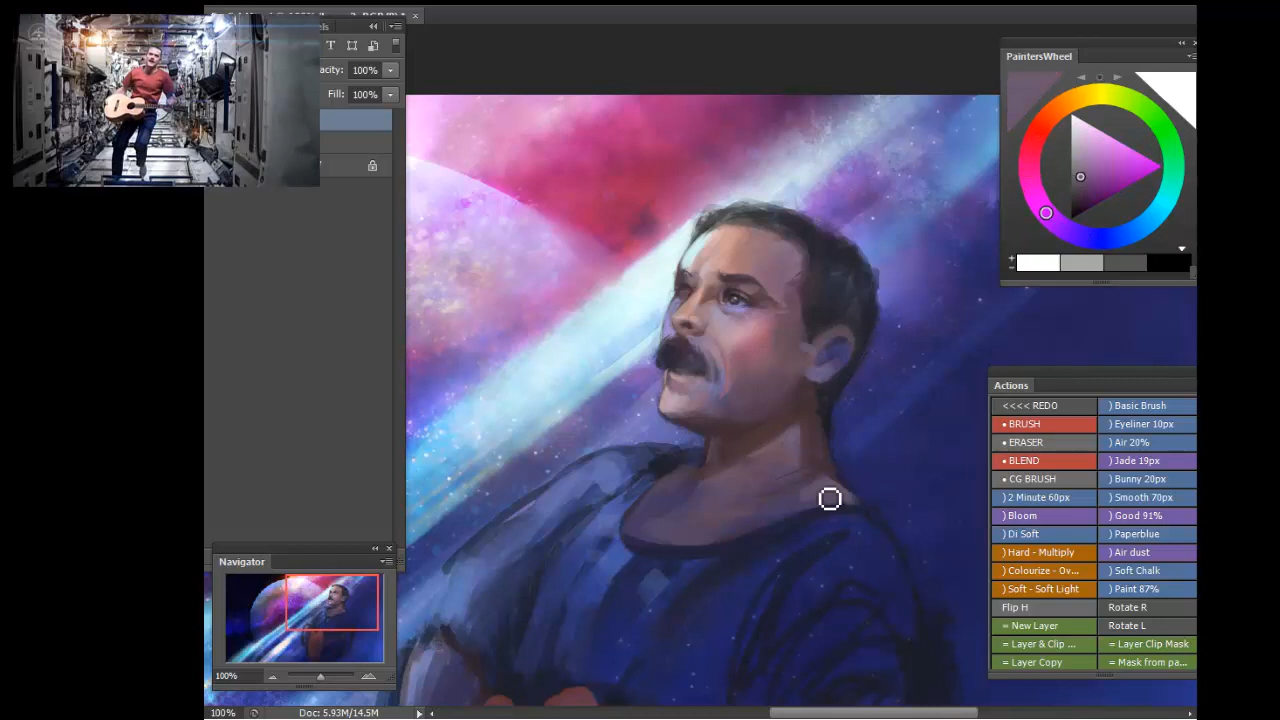 els
T
acity: 100%
Fill: 100%
PaintersWheel
Actions
<<<< REDO
) Basic Brush
• BRUSH
) Eyeliner 10px
• ERASER
) Air 20%
• BLEND
) Jade 19px
• CG BRUSH
) Bunny 20px
) 2 Minute 60px
) Smooth 70px
) Bloom
) Good 91%
) Di Soft
) Paperblue
) Hard - Multiply
) Air dust
) Colourize - Ov...
) Soft Chalk
) Soft - Soft Light
) Paint 87%
Flip H
Rotate R
= New Layer
Rotate L
= Layer & Clip ...
= Layer Clip Mask
= Layer Copy
= Mask from pa...
Navigator
100%
100%
Doc: 5.93M/14.5M